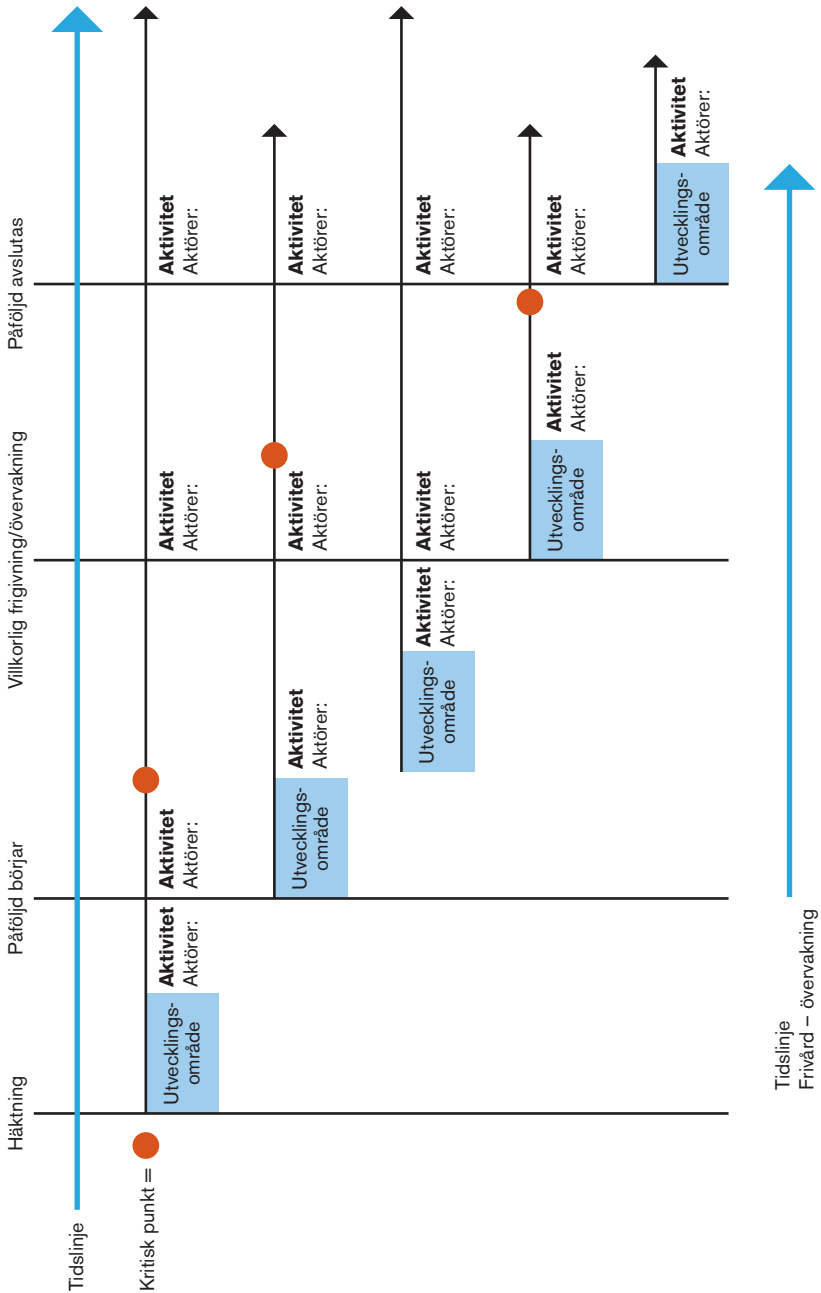 Häktning
Påföljd börjar
Villkorlig frigivning/övervakning
Påföljd avslutas
Tidslinje
Kritisk punkt =
Utvecklings-
område
Aktivitet
Aktörer:
Aktivitet
Aktörer:
Aktivitet
Aktörer:
Aktivitet
Aktörer:
Utvecklings-
område
Aktivitet
Aktörer:
Aktivitet
Aktörer:
Aktivitet
Aktörer:
Utvecklings-
område
Aktivitet
Aktörer:
Aktivitet
Aktörer:
Aktivitet
Aktörer:
Utvecklings-
område
Aktivitet
Aktörer:
Aktivitet
Aktörer:
Utvecklings-
område
Aktivitet
Aktörer:
Tidslinje
Frivård – övervakning